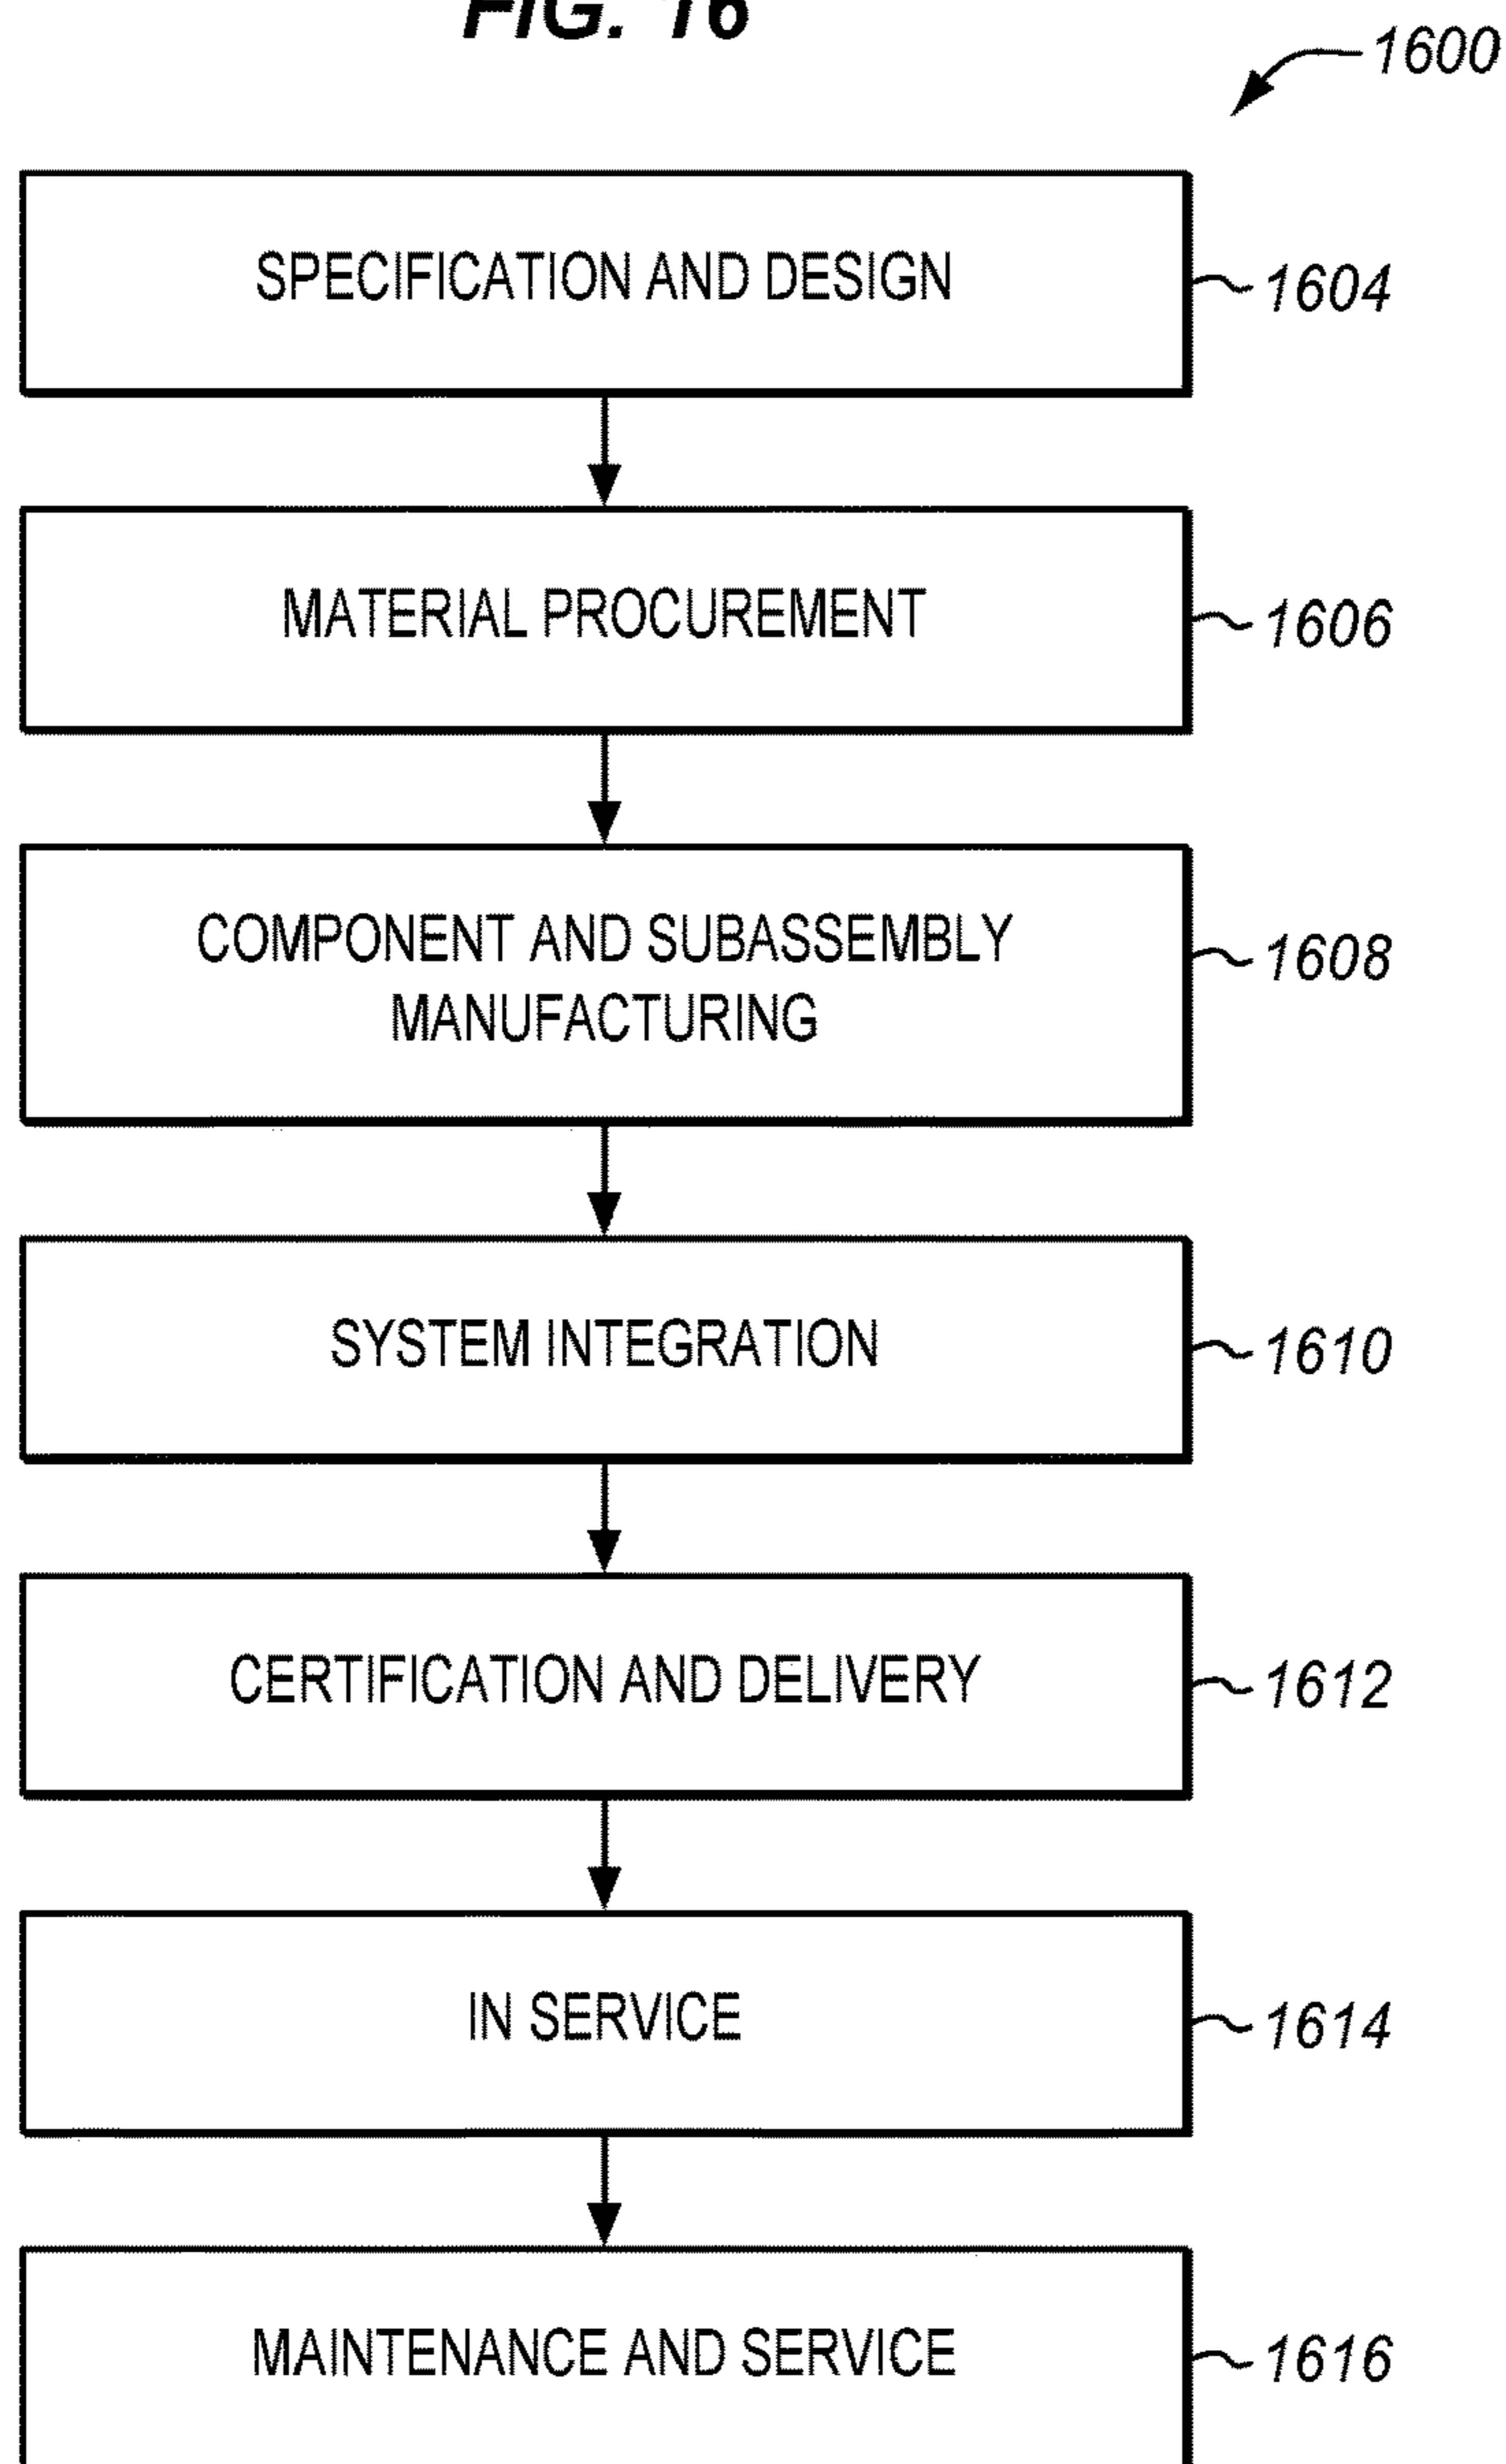 FIG. 16
1600
SPECIFICATION AND DESIGN
1604
MATERIAL PROCUREMENT
1606
COMPONENT AND SUBASSEMBLY
MANUFACTURING
1608
SYSTEM INTEGRATION
1610
CERTIFICATION AND DELIVERY
1612
IN SERVICE
1614
MAINTENANCE AND SERVICE
1616